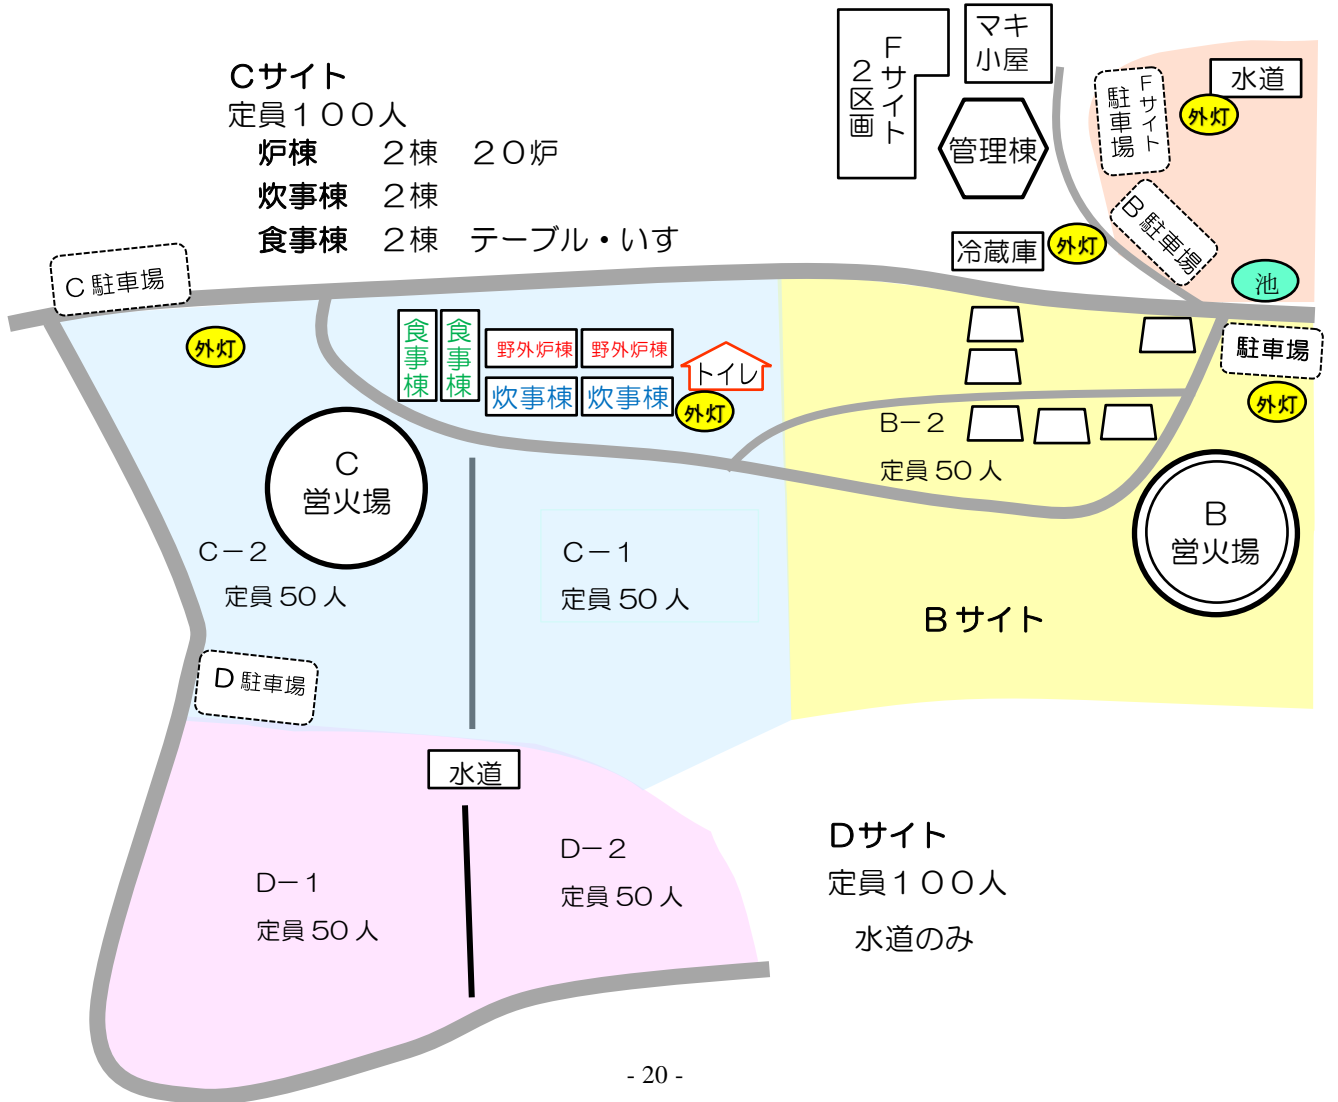 Cサイト
定員１００人
炉棟　２棟　２０炉
炊事棟　２棟
食事棟　２棟　テーブル・いす
Fサイト
２区画
マキ
小屋
管理棟
冷蔵庫
外灯
Fサイト
駐車場
外灯
水道
B駐車場
池
駐車場
外灯
C駐車場
外灯
食事棟
食事棟
野外炉棟
野外炉棟
炊事棟
炊事棟
トイレ
外灯
C
営火場
C－2
定員 50 人
C－1
定員 50 人
B－2
定員 50 人
B
営火場
Bサイト
D駐車場
水道
D－1
定員 50 人
D－2
定員 50 人
Dサイト
定員１００人
水道のみ
- 20 -